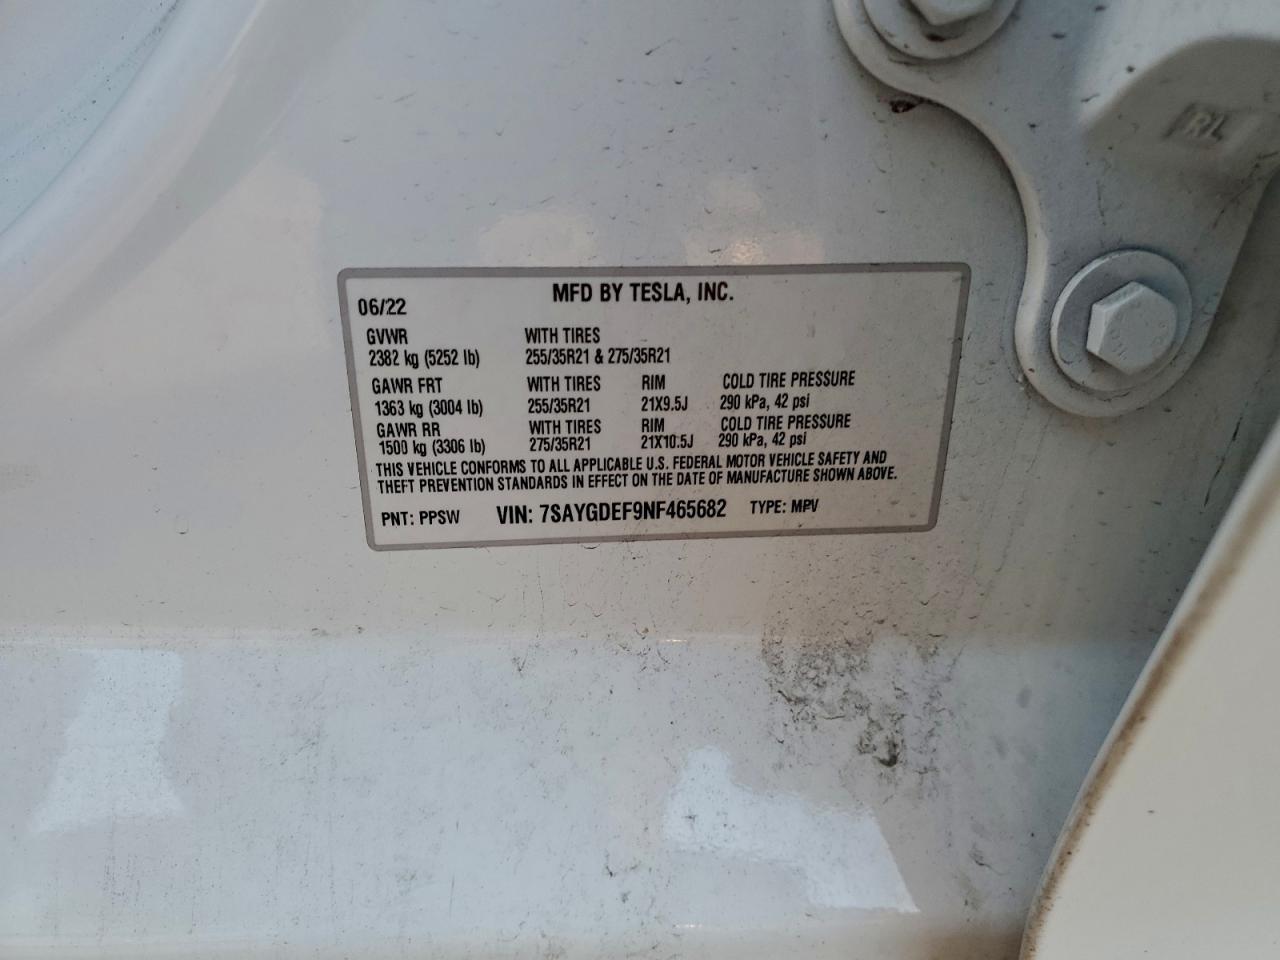 RL
MFD BY TESLA, INC.
06/22
GVWR WITH TIRES
2382 kg (5252 lb) 255/35R21 & 275/35R21
GAWR FRT WITH TIRES RIM COLD TIRE PRESSURE
1363 kg (3004 lb) 255/35R21 21X9.5J 290 kPa, 42 psi
GAWR RR WITH TIRES RIM COLD TIRE PRESSURE
1500 kg (3306 lb) 275/35R21 21X10.5J 290 kPa, 42 psi
THIS VEHICLE CONFORMS TO ALL APPLICABLE U.S. FEDERAL MOTOR VEHICLE SAFETY AND
THEFT PREVENTION STANDARDS IN EFFECT ON THE DATE OF MANUFACTURE SHOWN ABOVE.
PNT: PPSW VIN: 7SAYGDEF9NF465682 TYPE: MPV